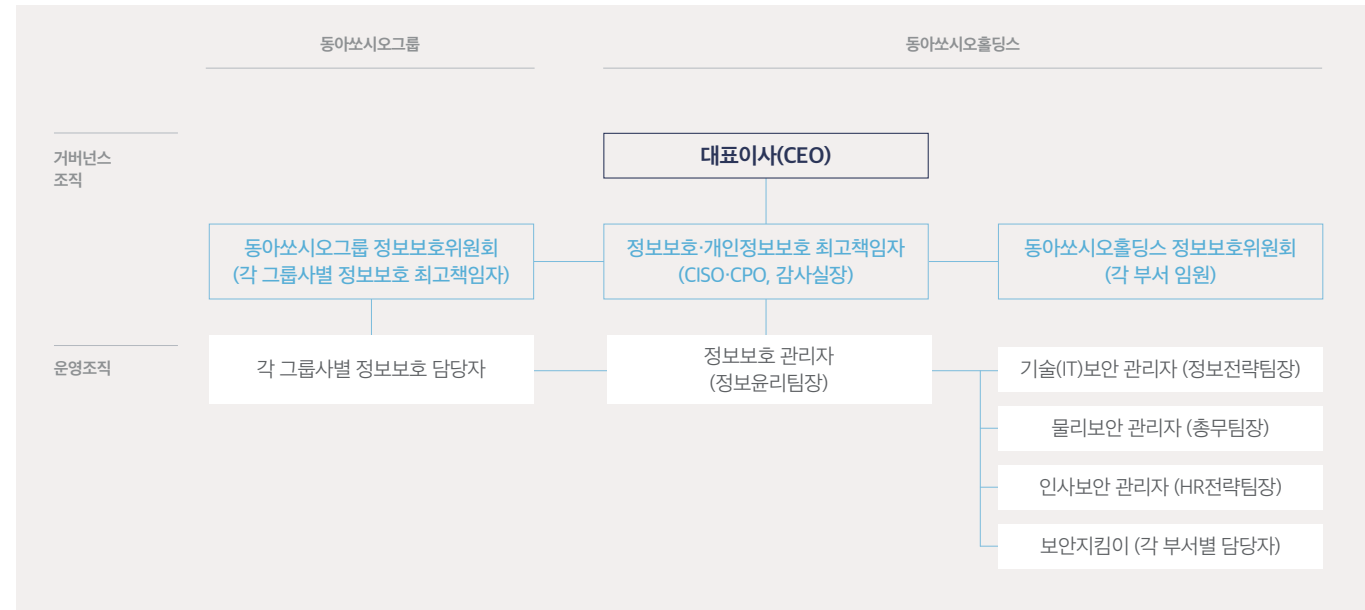 동아쏘시오그룹
동아쏘시오홀딩스
거버넌스
조직
대표이사(CEO)
동아쏘시오그룹 정보보호위원회
(각 그룹사별 정보보호 최고책임자)
정보보호·개인정보보호 최고책임자
(CISO·CPO, 감사실장)
동아쏘시오홀딩스 정보보호위원회
(각 부서 임원)
운영조직
각 그룹사별 정보보호 담당자
정보보호 관리자
(정보윤리팀장)
기술(IT)보안 관리자 (정보전략팀장)
물리보안 관리자 (총무팀장)
인사보안 관리자 (HR전략팀장)
보안지킴이 (각 부서별 담당자)